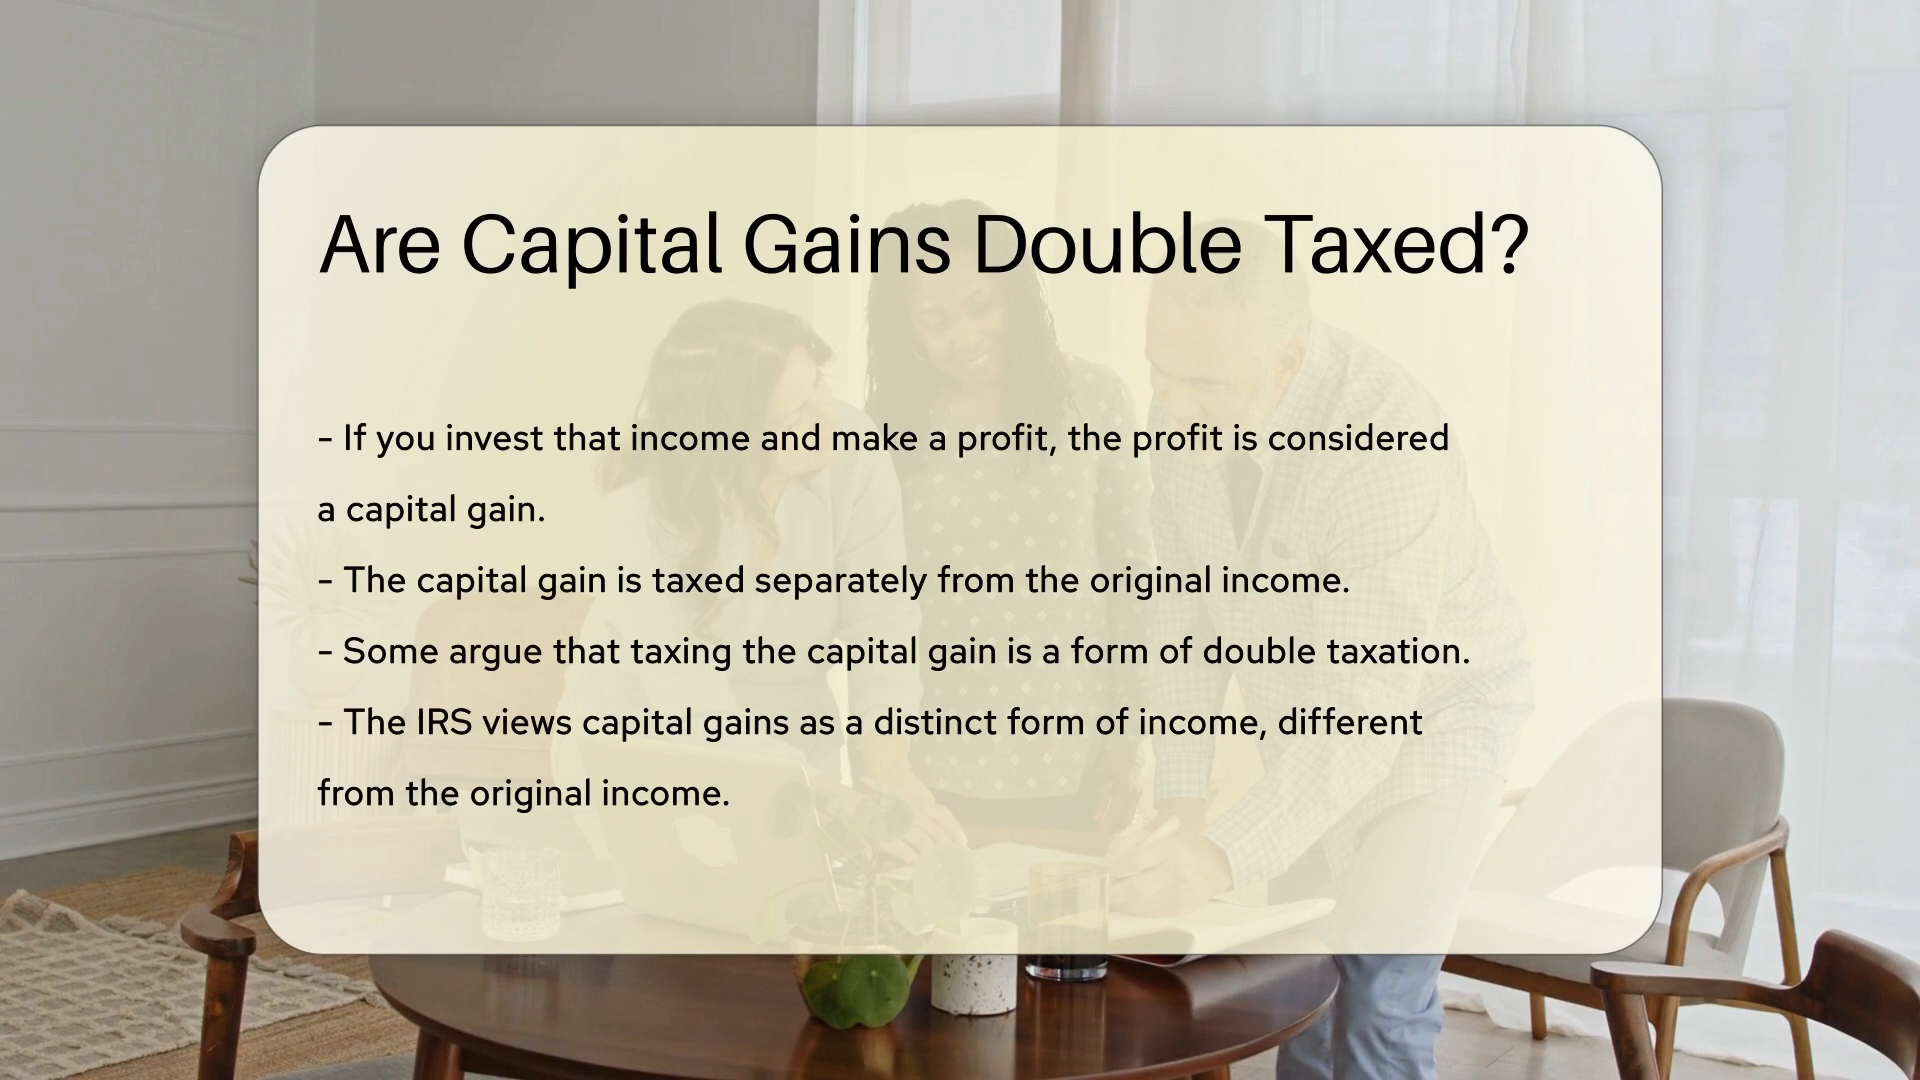 Are Capital Gains Double Taxed?
– If you invest that income and make a profit, the profit is considered
a capital gain.
– The capital gain is taxed separately from the original income.
– Some argue that taxing the capital gain is a form of double taxation.
– The IRS views capital gains as a distinct form of income, different
from the original income.